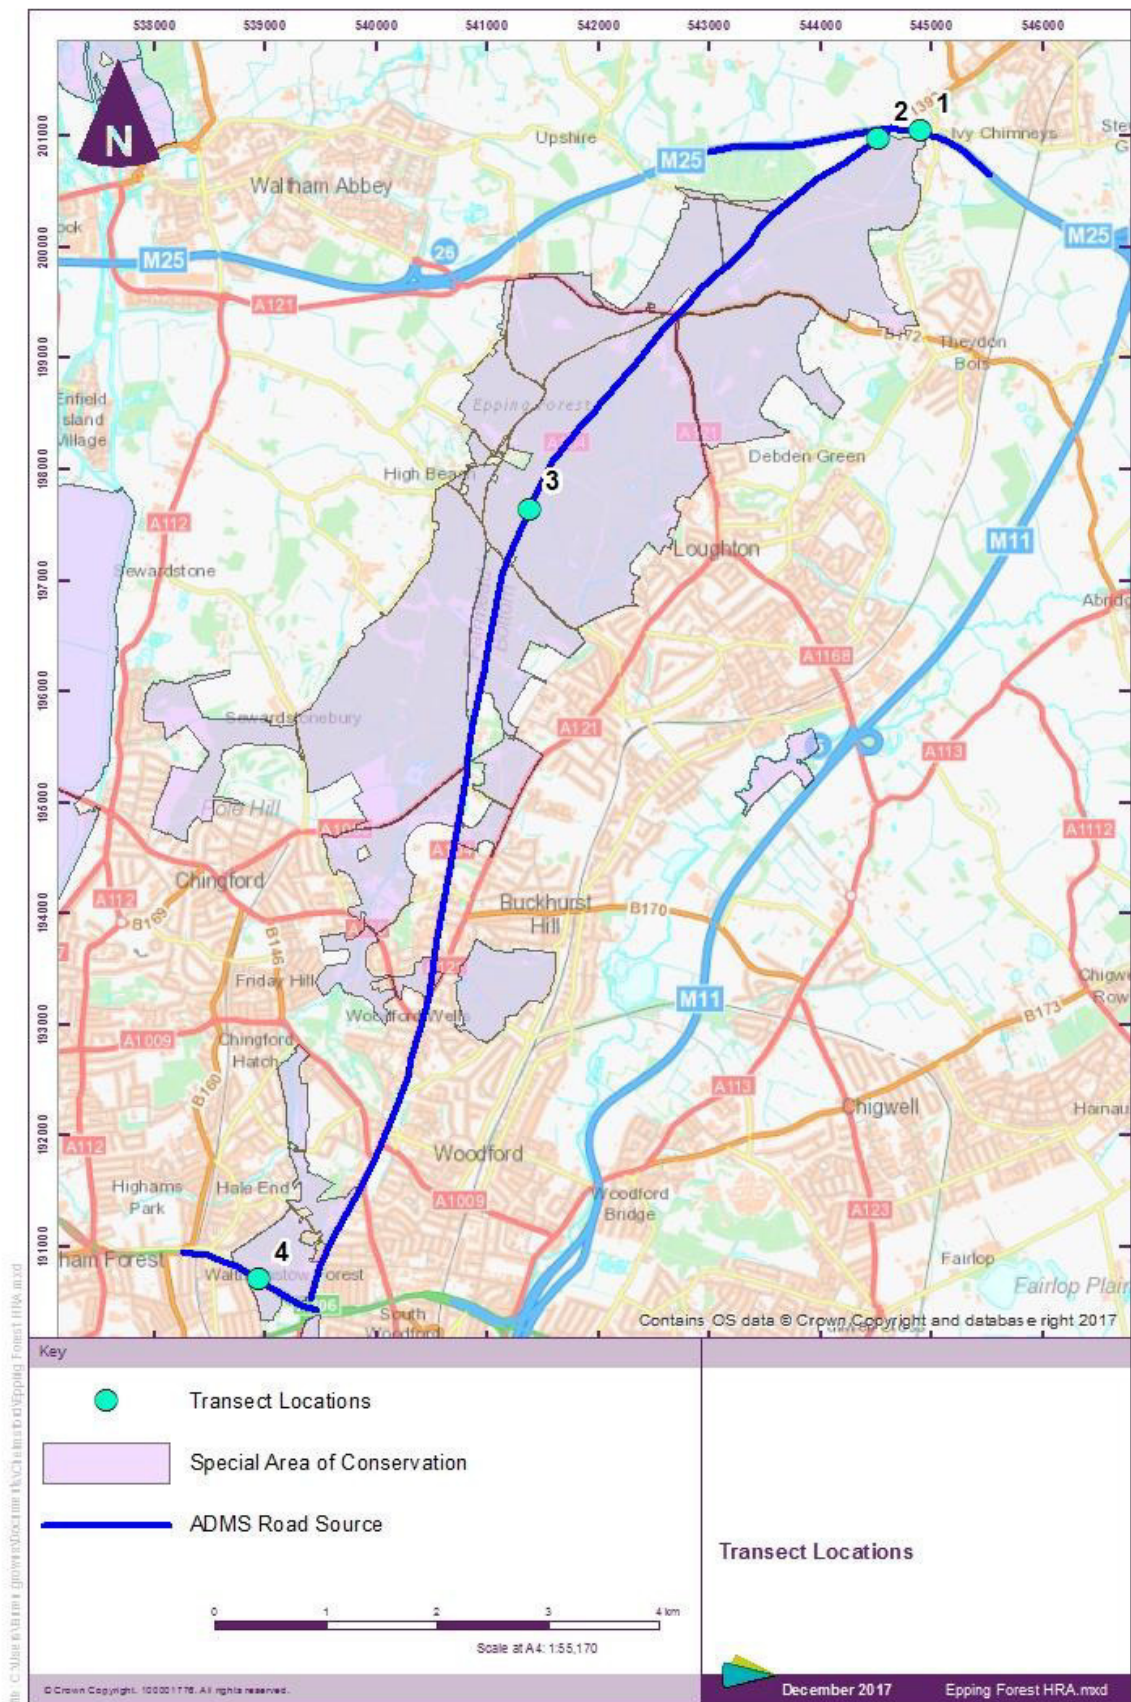 538000 539000 540000 541000 542000 543000 544000 545000 546000
201000
200000
199000
198000
197000
196000
195000
194000
193000
192000
191000
N
1
2
Ivy Chimneys
Upshire
M25
Waltham Abbey
26
M25
M25
A121
B172
Theydon
Bois
Enfield
Island
Village
Epping Forest
A121
High Beach
3
Debden Green
A112
Loughton
M11
Sewardstone
A1168
Sewardstonebury
A121
A113
Pole Hill
A1112
Chingford
A112
B169
Buckhurst
Hill
B170
B146
Friday Hill
M11
Woodford Wells
B173
A1009
Chingford
Hatch
B160
A113
Chigwell
A112
Woodford
Highams
Park
Hale End
A1009
Woodford
Bridge
A123
4
ham Forest
Fairlop
Fairlop Plain
South
Woodford
Contains OS data © Crown Copyright and database right 2017
Key
Transect Locations
Special Area of Conservation
ADMS Road Source
0 1 2 3 4 km
Scale at A4: 1:55,170
Transect Locations
© Crown Copyright. 100001776. All rights reserved.
December 2017
Epping Forest HRA.mxd